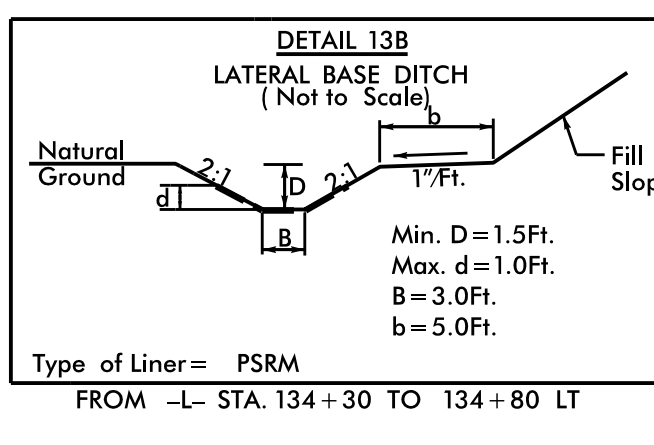 DETAIL 13B
LATERAL BASE DITCH
( Not to Scale)
b
Natural
Ground
2:1
D
2:1
1"/Ft.
Fill
Slop
d
B
Min. D=1.5Ft.
Max. d=1.0Ft.
B=3.0Ft.
b=5.0Ft.
Type of Liner= PSRM
FROM -L- STA. 134+30 TO 134+80 LT